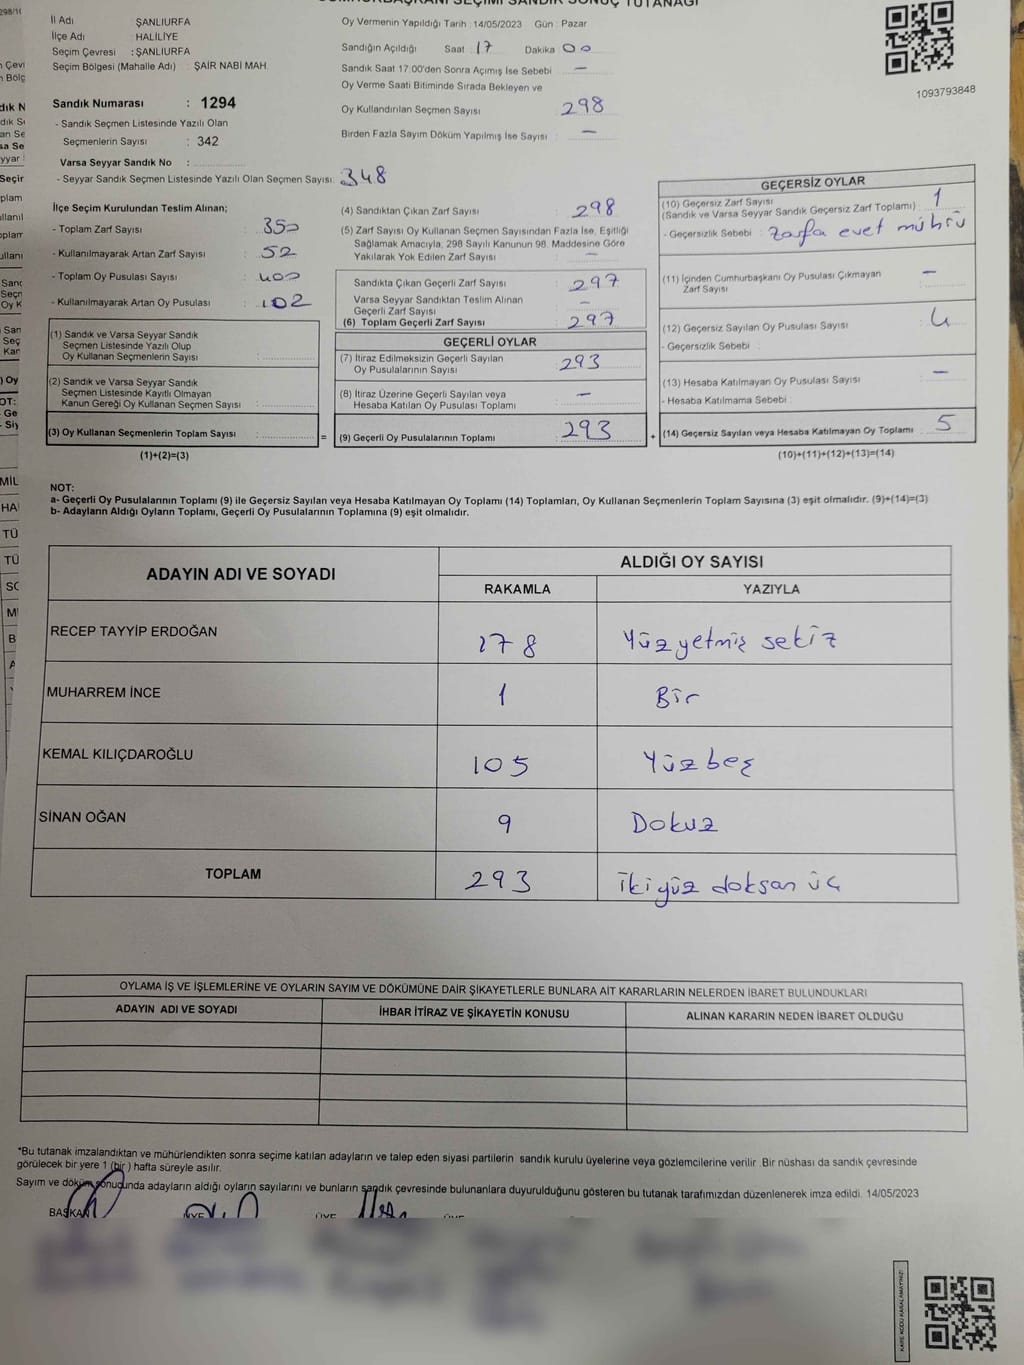 İl Adı ŞANLIURFA
İlçe Adı : HALİLİYE
Seçim Çevresi : ŞANLIURFA
Seçim Bölgesi (Mahalle Adı) ŞAİR NABİ MAH.
Sandık Numarası : 1294
- Sandık Seçmen Listesinde Yazılı Olan
Seçmenlerin Sayısı : 342
Varsa Seyyar Sandık No :
- Seyyar Sandık Seçmen Listesinde Yazılı Olan Seçmen Sayısı: 348
Oy Vermenin Yapıldığı Tarih : 14/05/2023 Gün : Pazar
Sandığın Açıldığı Saat 17 Dakika 00
Sandık Saat 17:00'den Sonra Açımış İse Sebebi –
Oy Verme Saati Bitiminde Sırada Bekleyen ve
Oy Kullandırılan Seçmen Sayısı : 298
Birden Fazla Sayım Döküm Yapılmış İse Sayısı : –
1093793848
İlçe Seçim Kurulundan Teslim Alınan;
- Toplam Zarf Sayısı : 350
- Kullanılmayarak Artan Zarf Sayısı : 52
- Toplam Oy Pusulası Sayısı : 400
- Kullanılmayarak Artan Oy Pusulası : 102
(1) Sandık ve Varsa Seyyar Sandık
Seçmen Listesinde Yazılı Olup
Oy Kullanan Seçmenlerin Sayısı :
(2) Sandık ve Varsa Seyyar Sandık
Seçmen Listesinde Kayıtlı Olmayan
Kanun Gereği Oy Kullanan Seçmen Sayısı :
(3) Oy Kullanan Seçmenlerin Toplam Sayısı : =
(1)+(2)=(3)
(4) Sandıktan Çıkan Zarf Sayısı : 298
(5) Zarf Sayısı Oy Kullanan Seçmen Sayısından Fazla İse, Eşitliği
Sağlamak Amacıyla, 298 Sayılı Kanunun 98. Maddesine Göre
Yakılarak Yok Edilen Zarf Sayısı : –
Sandıkta Çıkan Geçerli Zarf Sayısı : 297
Varsa Seyyar Sandıktan Teslim Alınan
Geçerli Zarf Sayısı : –
(6) Toplam Geçerli Zarf Sayısı : 297
GEÇERLİ OYLAR
(7) İtiraz Edilmeksizin Geçerli Sayılan
Oy Pusulalarının Sayısı : 293
(8) İtiraz Üzerine Geçerli Sayılan veya
Hesaba Katılan Oy Pusulası Toplamı : –
(9) Geçerli Oy Pusulalarının Toplamı : 293 +
GEÇERSİZ OYLAR
(10) Geçersiz Zarf Sayısı
(Sandık ve Varsa Seyyar Sandık Geçersiz Zarf Toplamı) : 1
- Geçersizlik Sebebi : Zarfa evet mührü
(11) İçinden Cumhurbaşkanı Oy Pusulası Çıkmayan
Zarf Sayısı : –
(12) Geçersiz Sayılan Oy Pusulası Sayısı : 4
- Geçersizlik Sebebi :
(13) Hesaba Katılmayan Oy Pusulası Sayısı : –
- Hesaba Katılmama Sebebi :
(14) Geçersiz Sayılan veya Hesaba Katılmayan Oy Toplamı : 5
(10)+(11)+(12)+(13)=(14)
NOT:
a- Geçerli Oy Pusulalarının Toplamı (9) ile Geçersiz Sayılan veya Hesaba Katılmayan Oy Toplamı (14) Toplamları, Oy Kullanan Seçmenlerin Toplam Sayısına (3) eşit olmalıdır. (9)+(14)=(3)
b- Adayların Aldığı Oyların Toplamı, Geçerli Oy Pusulalarının Toplamına (9) eşit olmalıdır.
ADAYIN ADI VE SOYADI ALDIĞI OY SAYISI
RAKAMLA YAZIYLA
RECEP TAYYİP ERDOĞAN 178 Yüz yetmiş sekiz
MUHARREM İNCE 1 Bir
KEMAL KILIÇDAROĞLU 105 Yüzbeş
SİNAN OĞAN 9 Dokuz
TOPLAM 293 İkiyüz doksan üç
OYLAMA İŞ VE İŞLEMLERİNE VE OYLARIN SAYIM VE DÖKÜMÜNE DAİR ŞİKAYETLERLE BUNLARA AİT KARARLARIN NELERDEN İBARET BULUNDUKLARI
ADAYIN ADI VE SOYADI İHBAR İTİRAZ VE ŞİKAYETİN KONUSU ALINAN KARARIN NEDEN İBARET OLDUĞU
*Bu tutanak imzalandıktan ve mühürlendikten sonra seçime katılan adayların ve talep eden siyasi partilerin sandık kurulu üyelerine veya gözlemcilerine verilir. Bir nüshası da sandık çevresinde
görülecek bir yere 1 (bir) hafta süreyle asılır.
Sayım ve döküm sonucunda adayların aldığı oyların sayılarını ve bunların sandık çevresinde bulunanlara duyurulduğunu gösteren bu tutanak tarafımızdan düzenlenerek imza edildi. 14/05/2023
BAŞKAN ÜYE ÜYE ÜYE